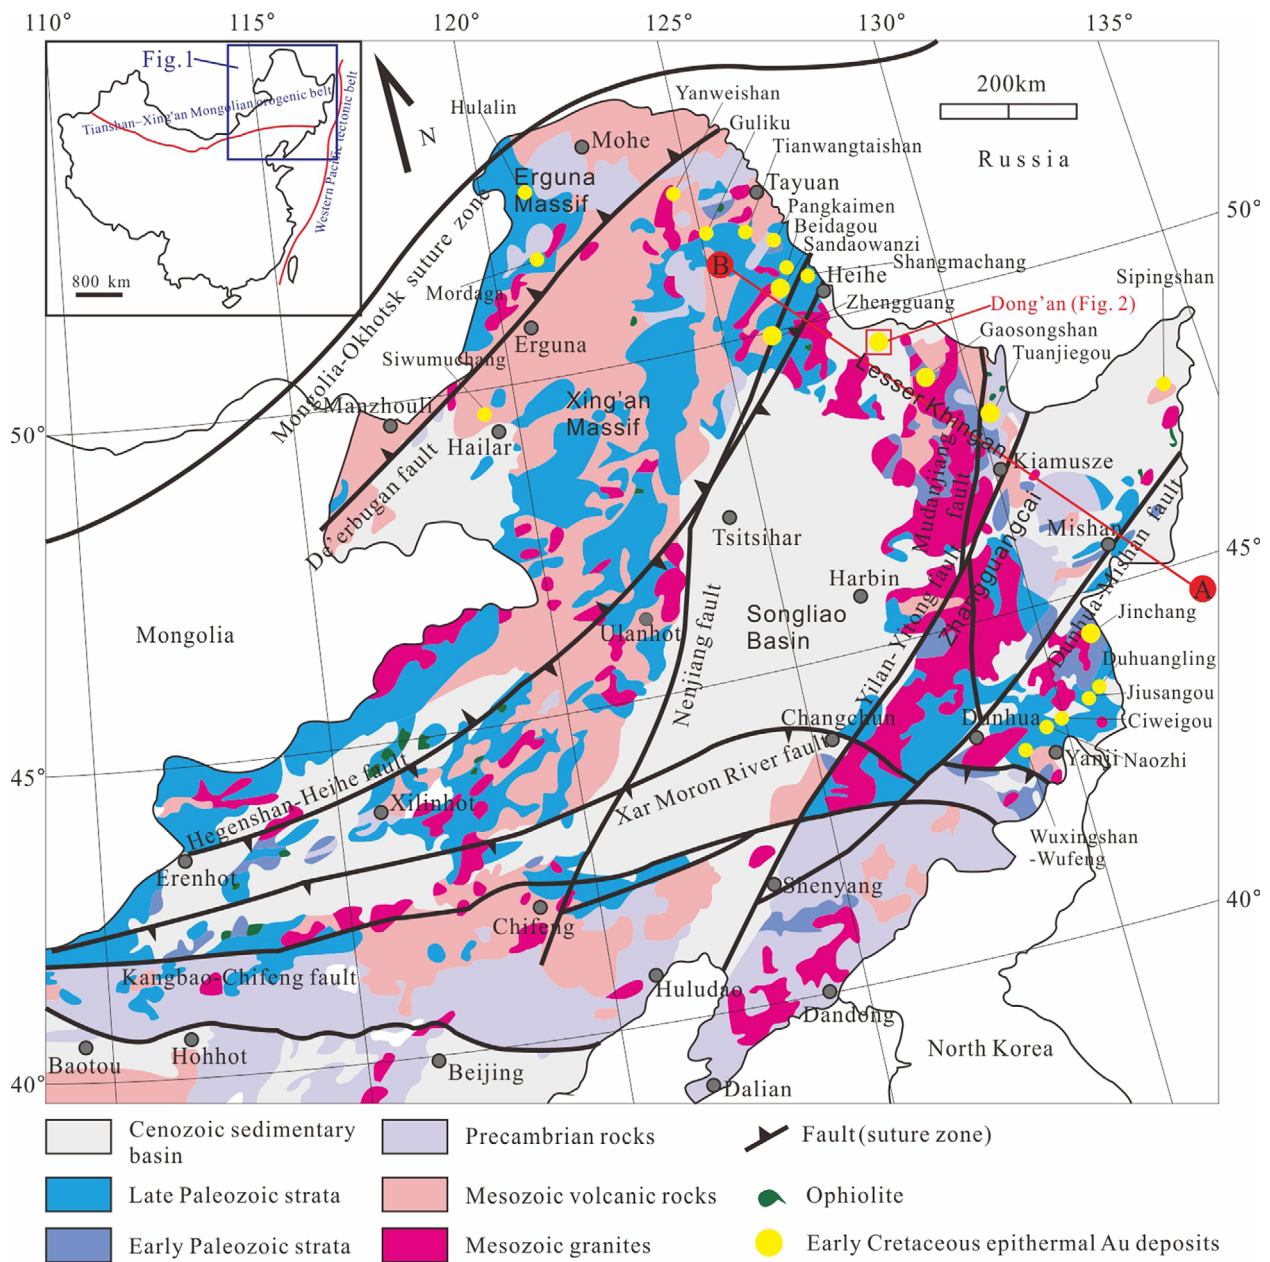 110°
115°
120°
125°
130°
135°
Fig.1
Tianshan–Xing'an Mongolian orogenic belt
Western Pacific tectonic belt
800 km
N
200km
Russia
Hulalin
Yanweishan
Guliku
Tianwangtaishan
Mohe
Tayuan
Erguna
Massif
Pangkaimen
Beidagou
Sandaowanzi
50°
B
Shangmachang
Heihe
Sipingshan
Mordaga
Zhengguang
Dong'an (Fig. 2)
Mongolia-Okhotsk suture zone
Erguna
Gaosongshan
Siwumuchang
Tuanjiegou
Lesser Khingan
Manzhouli
Xing'an
Massif
50°
Hailar
Kiamusze
De'erbugan fault
Mudanjiang
fault
Tsitsihar
Mishan
45°
Zhangguangcai
Harbin
A
Dunhua-Mishan fault
Jinchang
Mongolia
Ulanhot
Songliao
Basin
Nenjiang fault
Yilan-Yitong fault
Duhuangling
Jiusangou
Changchun
Dunhua
Ciweigou
Yanji
Naozhi
45°
Hegenshan-Heihe fault
Xar Moron River fault
Xilinhot
Wuxingshan
-Wufeng
Erenhot
Shenyang
40°
Chifeng
Kangbao-Chifeng fault
Huludao
Dandong
Baotou
Hohhot
Beijing
North Korea
40°
Dalian
Cenozoic sedimentary
basin
Precambrian rocks
Fault(suture zone)
Late Paleozoic strata
Mesozoic volcanic rocks
Ophiolite
Early Paleozoic strata
Mesozoic granites
Early Cretaceous epithermal Au deposits